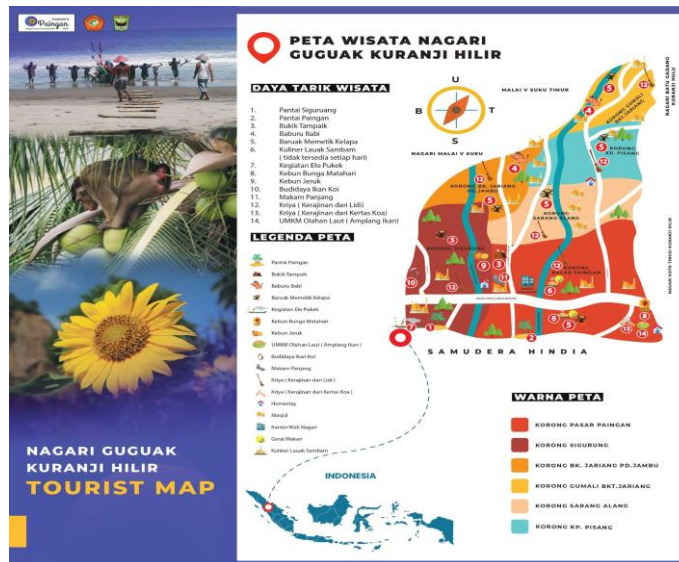 Paingan
NAGARI GUGUAK
KURANJI HILIR
TOURIST MAP
PETA WISATA NAGARI
GUGUAK KURANJI HILIR
DAYA TARIK WISATA
1. Pantai Siguruang
2. Pantai Paingan
3. Bukik Tampaik
4. Baburu Babi
5. Baruak Memetik Kelapa
6. Kuliner Lauak Sambam
( tidak tersedia setiap hari)
7. Kegiatan Elo Pukek
8. Kebun Bunga Matahari
9. Kebun Jeruk
10. Budidaya Ikan Koi
11. Makam Panjang
12. Kriya ( Kerajinan dari Lidi)
13. Kriya ( Kerajinan dari Kertas Koa)
14. UMKM Olahan Laut ( Amplang Ikan)
LEGENDA PETA
Pantai Paingan
Bukik Tampaik
Baburu Babi
Baruak Memetik Kelapa
Kegiatan Elo Pukek
Kebun Bunga Matahari
Kebun Jeruk
UMKM Olahan Laut ( Amplang Ikan )
Budidaya Ikan Koi
Makam Panjang
Kriya ( Kerajinan dari Lidi )
Kriya ( Kerajinan dari Kertas Koa )
Homestay
Masjid
Kantor Wali Nagari
Gerai Makan
Kuliner Lauak Sambam
U
B
T
S
MALAI V SUKU TIMUR
NAGARI MALAI V SUKU
KORONG GUMALI
BKT.JARIANG
KORONG
KP. PISANG
KORONG BK. JARIANG
PD.JAMBU
KORONG
SARANG ALANG
KORONG SIGURUNG
KORONG
PASAR PAINGAN
NAGARI BATU GADANG
KURANJI HULU
SAMUDERA HINDIA
WARNA PETA
KORONG PASAR PAINGAN
KORONG SIGURUNG
KORONG BK. JARIANG PD.JAMBU
KORONG GUMALI BKT.JARIANG
KORONG SARANG ALANG
KORONG KP. PISANG
INDONESIA